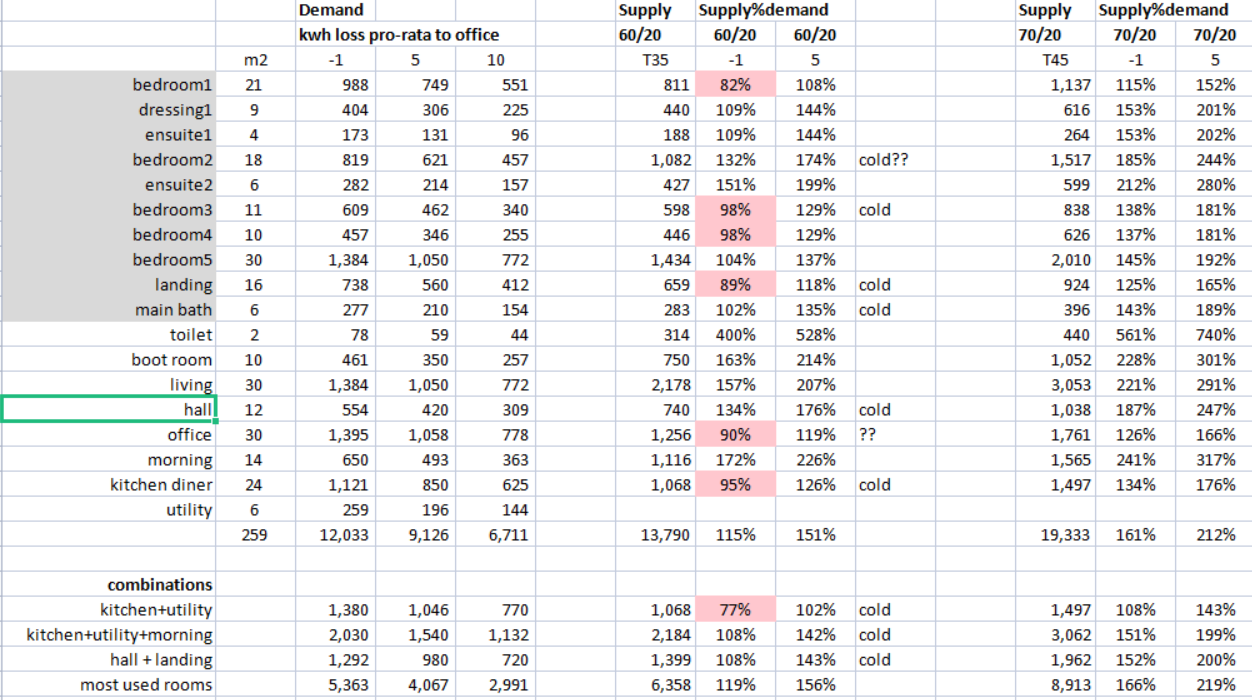 Demand Supply Supply%demand Supply Supply%demand
kwh loss pro-rata to office 60/20 60/20 60/20 70/20 70/20 70/20
m2 -1 5 10 T35 -1 5 T45 -1 5
bedroom1 21 988 749 551 811 82% 108% 1,137 115% 152%
dressing1 9 404 306 225 440 109% 144% 616 153% 201%
ensuite1 4 173 131 96 188 109% 144% 264 153% 202%
bedroom2 18 819 621 457 1,082 132% 174% cold?? 1,517 185% 244%
ensuite2 6 282 214 157 427 151% 199% 599 212% 280%
bedroom3 11 609 462 340 598 98% 129% cold 838 138% 181%
bedroom4 10 457 346 255 446 98% 129% 626 137% 181%
bedroom5 30 1,384 1,050 772 1,434 104% 137% 2,010 145% 192%
landing 16 738 560 412 659 89% 118% cold 924 125% 165%
main bath 6 277 210 154 283 102% 135% cold 396 143% 189%
toilet 2 78 59 44 314 400% 528% 440 561% 740%
boot room 10 461 350 257 750 163% 214% 1,052 228% 301%
living 30 1,384 1,050 772 2,178 157% 207% 3,053 221% 291%
hall 12 554 420 309 740 134% 176% cold 1,038 187% 247%
office 30 1,395 1,058 778 1,256 90% 119% ?? 1,761 126% 166%
morning 14 650 493 363 1,116 172% 226% 1,565 241% 317%
kitchen diner 24 1,121 850 625 1,068 95% 126% cold 1,497 134% 176%
utility 6 259 196 144
259 12,033 9,126 6,711 13,790 115% 151% 19,333 161% 212%
combinations
kitchen+utility 1,380 1,046 770 1,068 77% 102% cold 1,497 108% 143%
kitchen+utility+morning 2,030 1,540 1,132 2,184 108% 142% cold 3,062 151% 199%
hall + landing 1,292 980 720 1,399 108% 143% cold 1,962 152% 200%
most used rooms 5,363 4,067 2,991 6,358 119% 156% 8,913 166% 219%